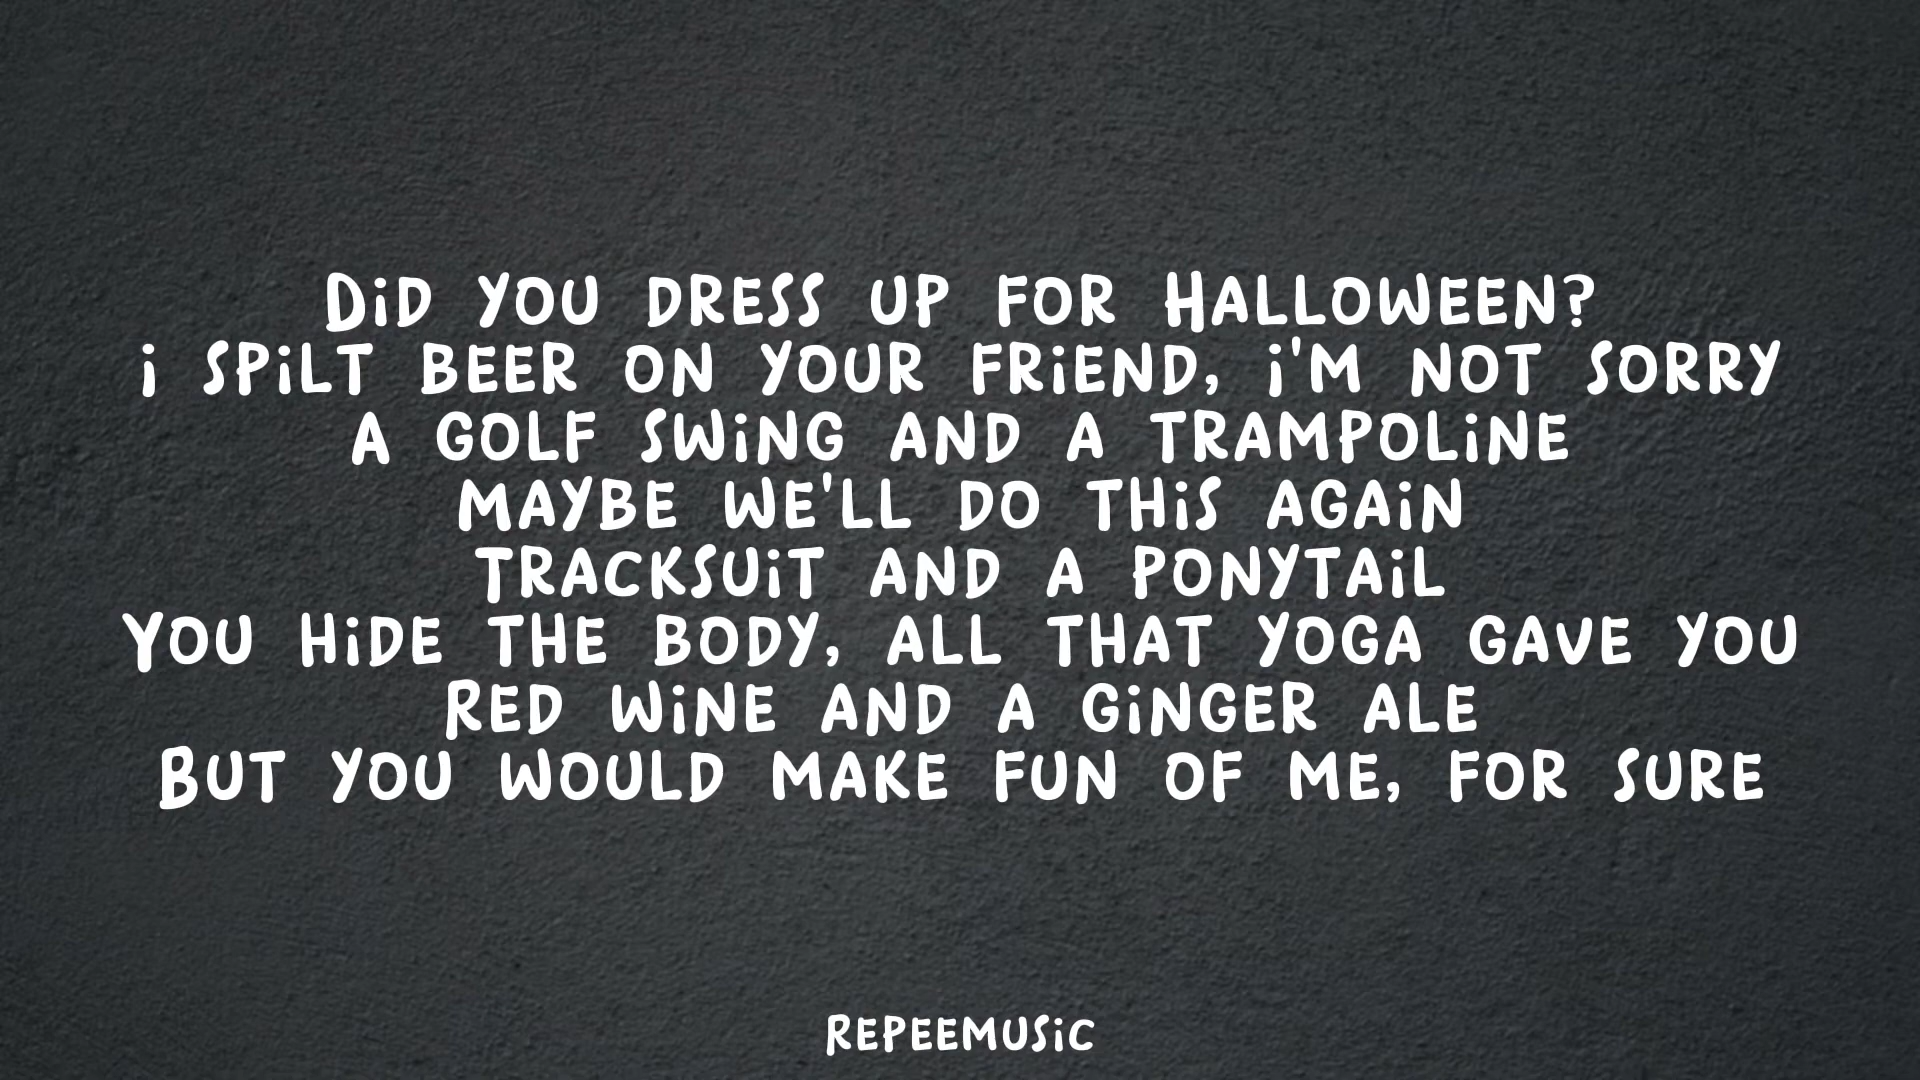 Did you dress up for Halloween?
i spilt beer on your friend, i'm not sorry
A golf swing and a trampoline
Maybe we'll do this again
Tracksuit and a ponytail
You hide the body, all that yoga gave you
Red wine and a ginger ale
But you would make fun of me, for sure
REPEEMUSiC